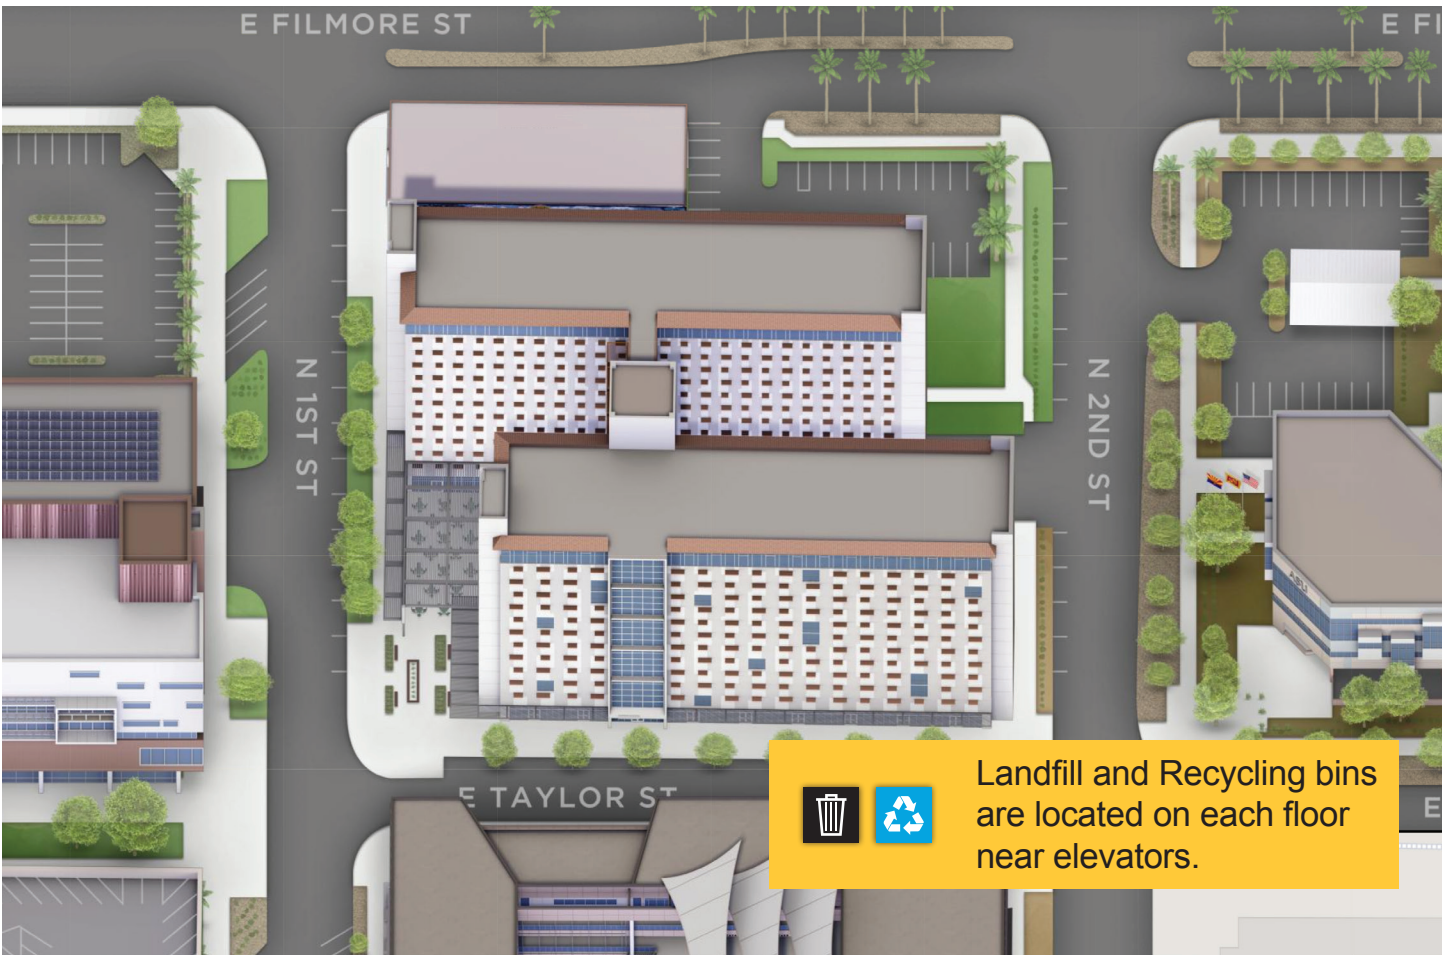 E FILMORE ST
E FI
N 1ST ST
N 2ND ST
ASU
E TAYLOR ST
E
Landfill and Recycling bins
are located on each floor
near elevators.